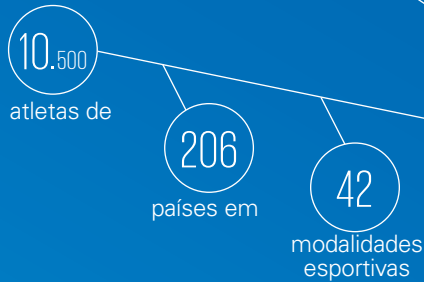 10.500
atletas de
206
países em
42
modalidades
esportivas